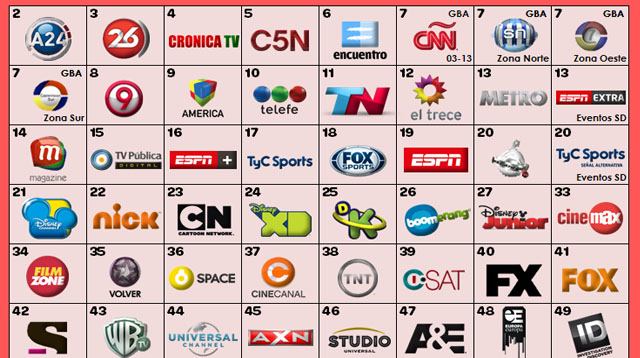 2 3 4 5 6 7 GBA 7 GBA 7 GBA
A24 26 CRONICA TV C5N encuentro CNN sn
03-13 Zona Norte Zona Oeste
7 GBA 8 9 10 11 12 13 13
9 AMERICA telefe TN el trece METRO ESPN EXTRA
Zona Sur Eventos SD
14 15 16 17 18 19 20 20
m magazine TV Pública DIGITAL ESPN + TyC Sports FOX SPORTS ESPN TyC Sports SEÑAL ALTERNATIVA
Eventos SD
21 22 23 24 25 26 27 33
Disney Channel nick CN CARTOON NETWORK Disney XD DK boomerang Disney Junior cinemax
34 35 36 37 38 39 40 41
FILM ZONE VOLVER SPACE CINECANAL TNT I·SAT FX FOX
42 43 44 45 46 47 48 49
S WB TV UNIVERSAL CHANNEL AXN STUDIO UNIVERSAL A&E EUROPA EUROPA ID INVESTIGATION DISCOVERY